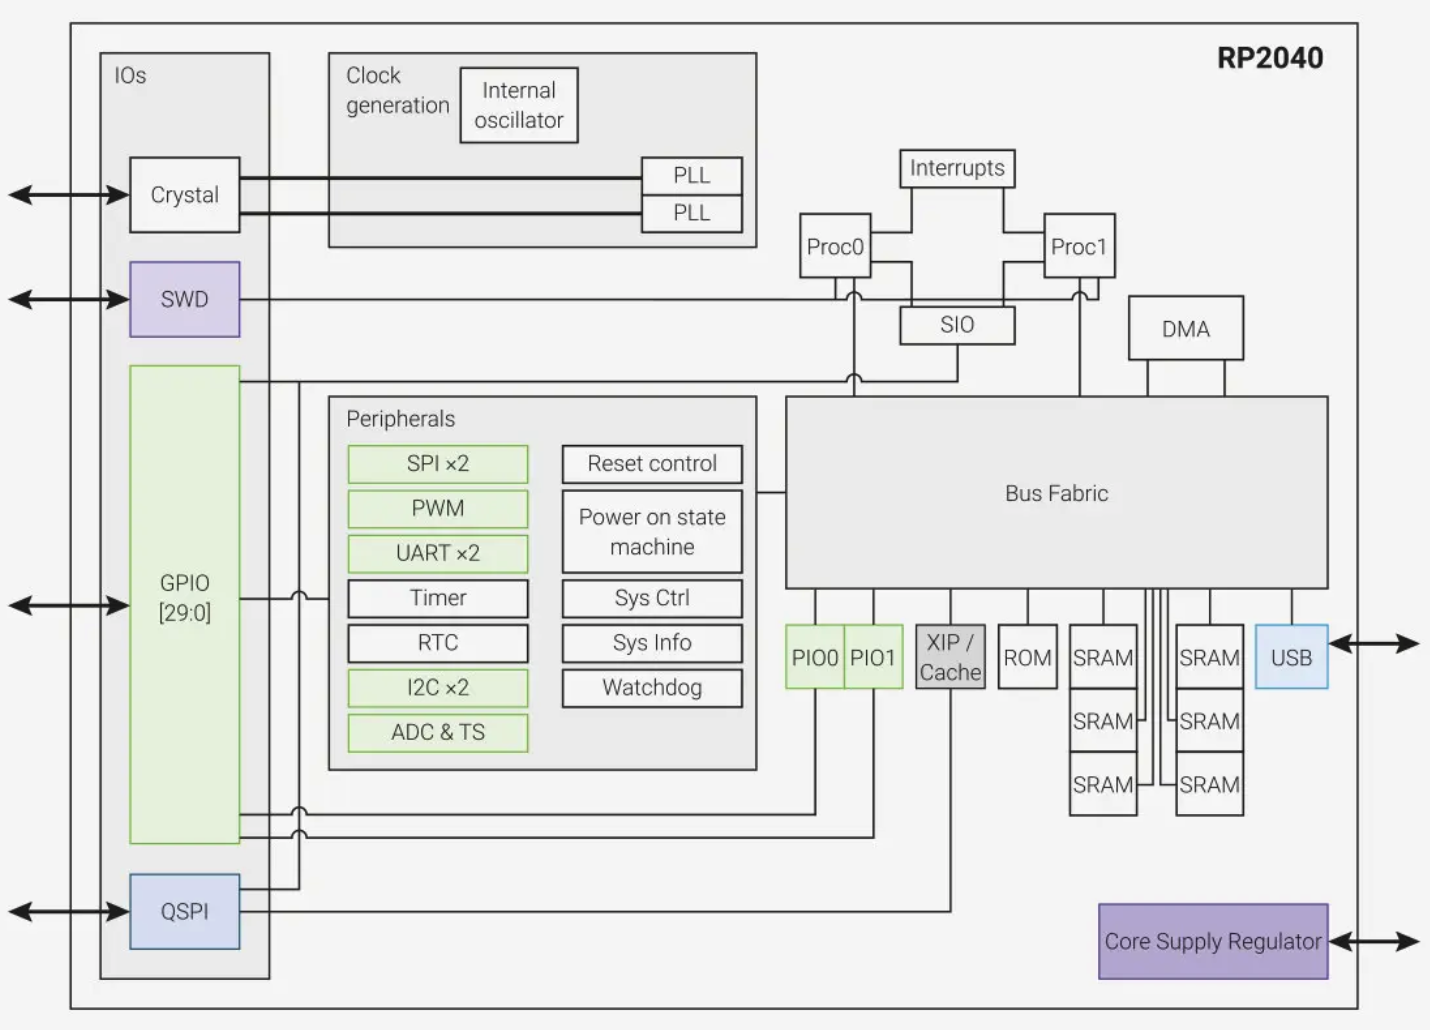 RP2040
IOs
Clock
generation
Internal
oscillator
Crystal
PLL
PLL
Interrupts
Proc0
Proc1
SWD
SIO
DMA
Peripherals
SPI ×2
PWM
UART ×2
Timer
RTC
I2C ×2
ADC & TS
Reset control
Power on state
machine
Sys Ctrl
Sys Info
Watchdog
Bus Fabric
GPIO
[29:0]
PIO0
PIO1
XIP /
Cache
ROM
SRAM
SRAM
SRAM
SRAM
SRAM
SRAM
USB
QSPI
Core Supply Regulator